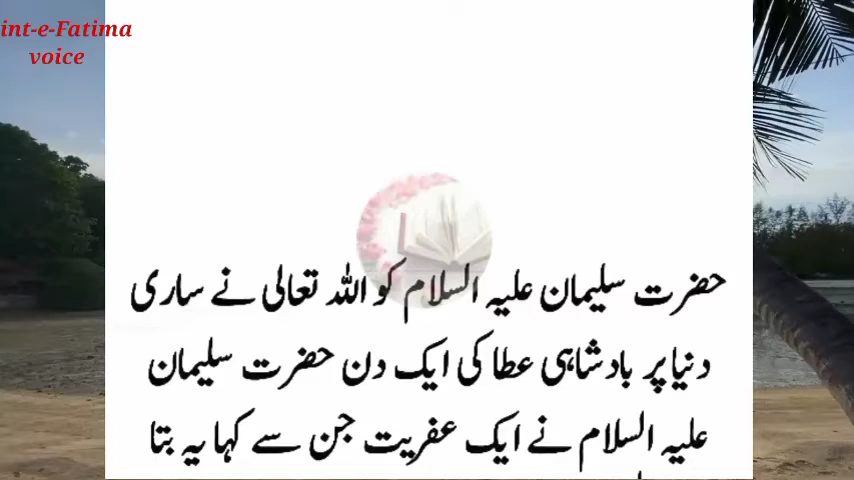 int-e-Fatima
voice
حضرت سلیمان علیہ السلام کو اللہ تعالی نے ساری
دنیا پر بادشاہی عطا کی ایک دن حضرت سلیمان
علیہ السلام نے ایک عفریت جن سے کہا یہ بتا